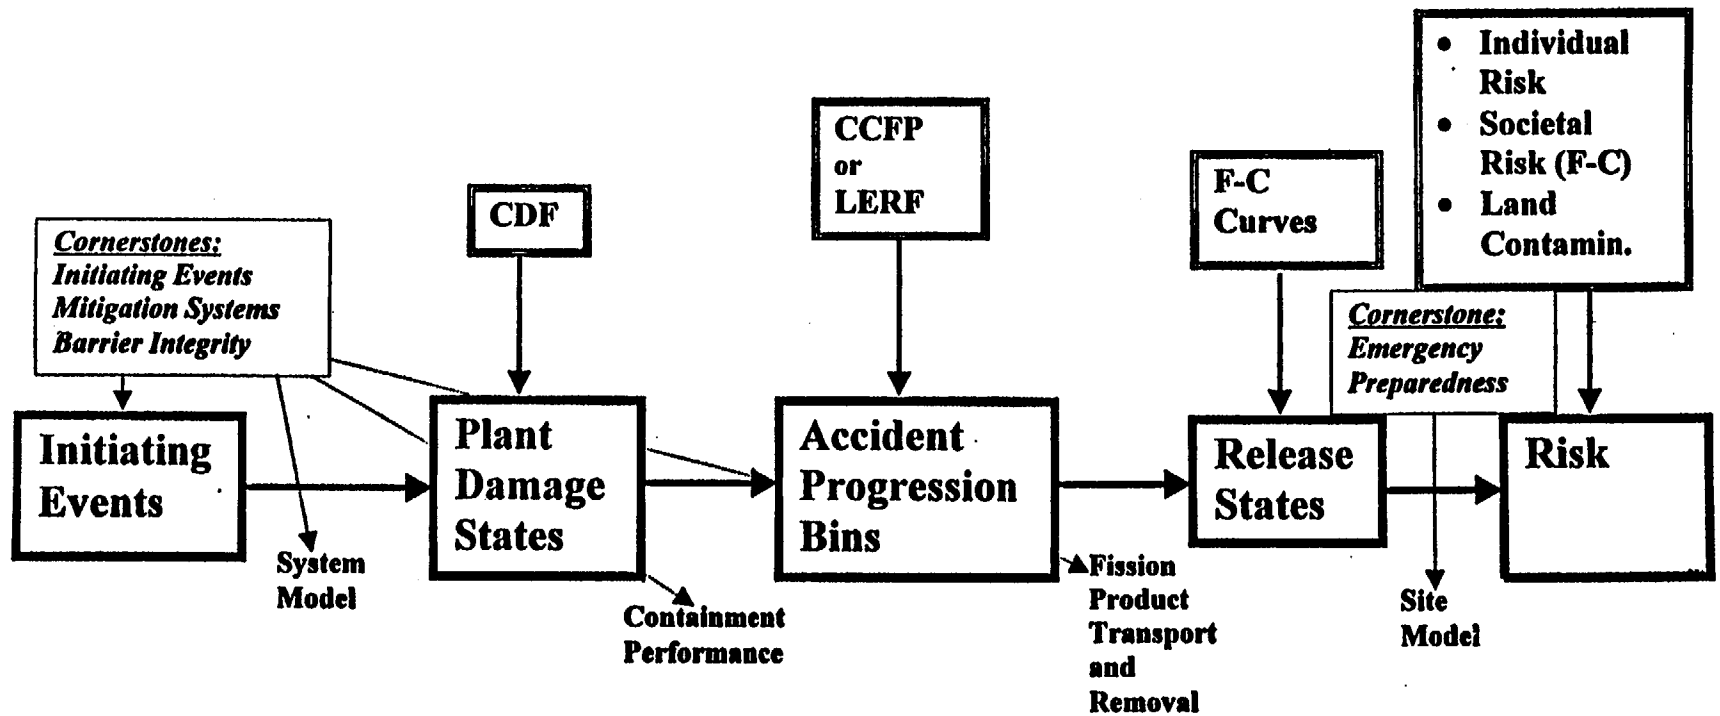 Individual
Risk
Societal
Risk (F-C)
Land
Contamin.
CCFP
or
LERF
F-C
Curves
CDF
Cornerstones:
Initiating Events
Mitigation Systems
Barrier Integrity
Cornerstone:
Emergency
Preparedness
Initiating
Events
Plant
Damage
States
Accident
Progression
Bins
Release
States
Risk
System
Model
Containment
Performance
Fission
Product
Transport
and
Removal
Site
Model